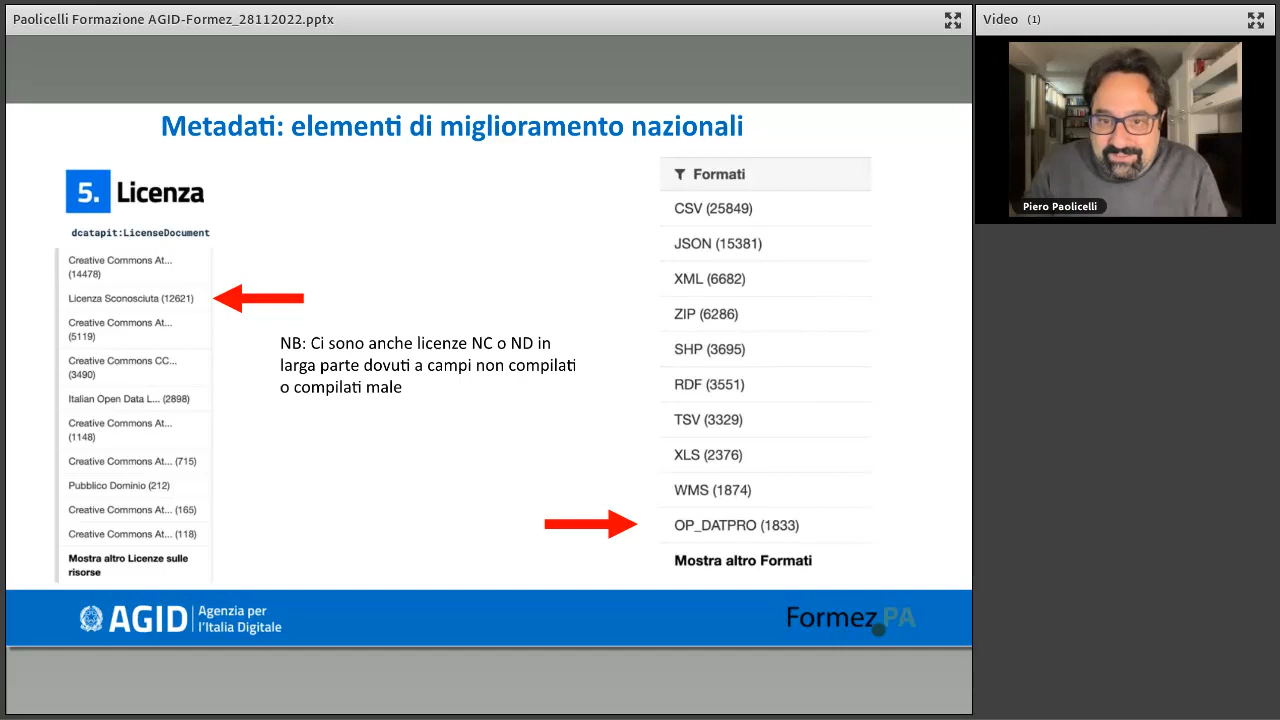 Paolicelli Formazione AGID-Formez_28112022.pptx
Video (1)
Piero Paolicelli
Metadati: elementi di miglioramento nazionali
5. Licenza
dcatapit:LicenseDocument
Creative Commons At...
(14478)
Licenza Sconosciuta (12621)
Creative Commons At...
(5119)
Creative Commons CC...
(3490)
Italian Open Data L... (2898)
Creative Commons At...
(1148)
Creative Commons At... (715)
Pubblico Dominio (212)
Creative Commons At... (165)
Creative Commons At... (118)
Mostra altro Licenze sulle
risorse
NB: Ci sono anche licenze NC o ND in
larga parte dovuti a campi non compilati
o compilati male
Formati
CSV (25849)
JSON (15381)
XML (6682)
ZIP (6286)
SHP (3695)
RDF (3551)
TSV (3329)
XLS (2376)
WMS (1874)
OP_DATPRO (1833)
Mostra altro Formati
AGID
Agenzia per
l'Italia Digitale
Formez PA